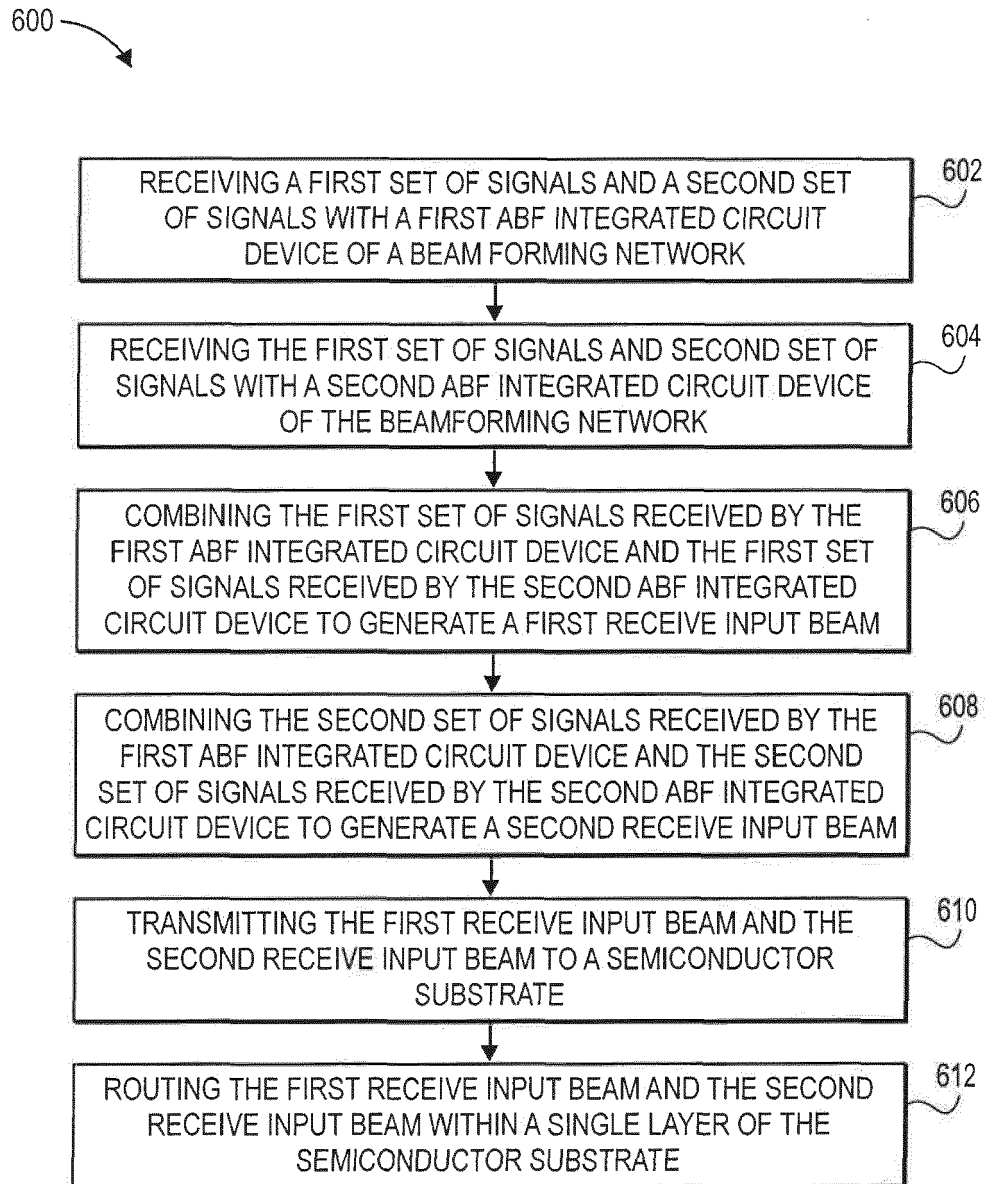 600
602
RECEIVING A FIRST SET OF SIGNALS AND A SECOND SET
OF SIGNALS WITH A FIRST ABF INTEGRATED CIRCUIT
DEVICE OF A BEAM FORMING NETWORK
604
RECEIVING THE FIRST SET OF SIGNALS AND SECOND SET OF
SIGNALS WITH A SECOND ABF INTEGRATED CIRCUIT DEVICE
OF THE BEAMFORMING NETWORK
606
COMBINING THE FIRST SET OF SIGNALS RECEIVED BY THE
FIRST ABF INTEGRATED CIRCUIT DEVICE AND THE FIRST SET
OF SIGNALS RECEIVED BY THE SECOND ABF INTEGRATED
CIRCUIT DEVICE TO GENERATE A FIRST RECEIVE INPUT BEAM
608
COMBINING THE SECOND SET OF SIGNALS RECEIVED BY THE
FIRST ABF INTEGRATED CIRCUIT DEVICE AND THE SECOND
SET OF SIGNALS RECEIVED BY THE SECOND ABF INTEGRATED
CIRCUIT DEVICE TO GENERATE A SECOND RECEIVE INPUT BEAM
610
TRANSMITTING THE FIRST RECEIVE INPUT BEAM AND THE
SECOND RECEIVE INPUT BEAM TO A SEMICONDUCTOR
SUBSTRATE
612
ROUTING THE FIRST RECEIVE INPUT BEAM AND THE SECOND
RECEIVE INPUT BEAM WITHIN A SINGLE LAYER OF THE
SEMICONDUCTOR SUBSTRATE